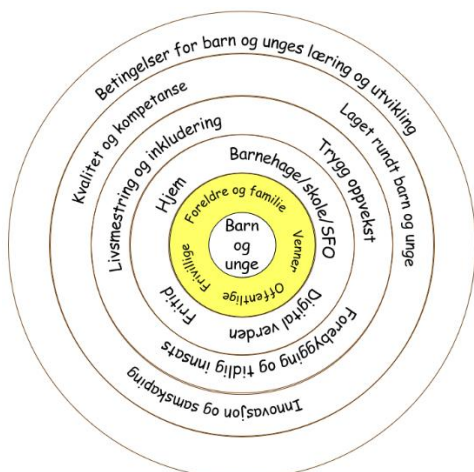 Betingelser for barn og unges læring og utvikling
Kvalitet og kompetanse
Laget rundt barn og unge
Innovasjon og samskaping
Livsmestring og inkludering
Trygg oppvekst
Forebygging og tidlig innsats
Hjem
Barnehage/skole/SFO
Digital verden
Fritid
Foreldre og familie
Venner
Offentlige
Frivillige
Barn
og
unge